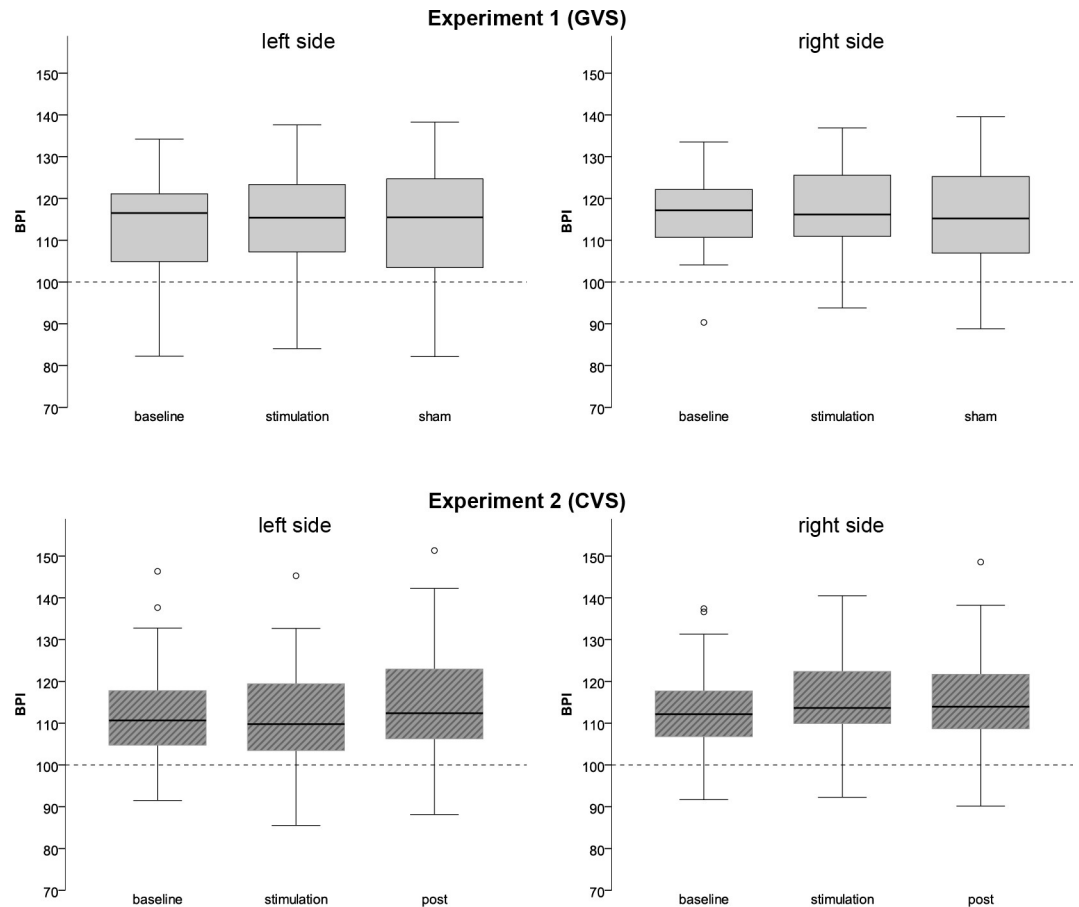 Experiment 1 (GVS)
left side
right side
150
140
130
120
110
100
90
80
70
BPI
baseline stimulation sham
150
140
130
120
110
100
90
80
70
BPI
baseline stimulation sham
Experiment 2 (CVS)
left side
right side
150
140
130
120
110
100
90
80
70
BPI
baseline stimulation post
150
140
130
120
110
100
90
80
70
BPI
baseline stimulation post